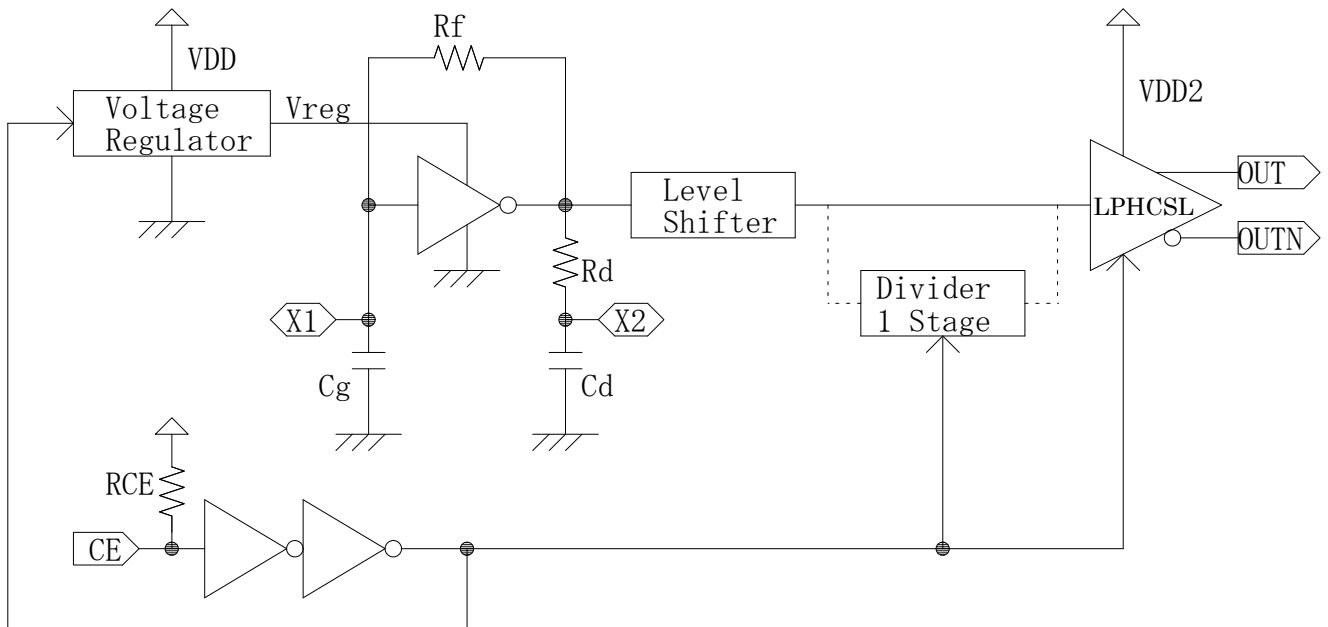 Rf
VDD
VDD2
Voltage
Regulator
Vreg
Level
Shifter
LPHCSL
OUT
OUTN
Rd
Divider
1 Stage
X1
X2
Cg
Cd
RCE
CE